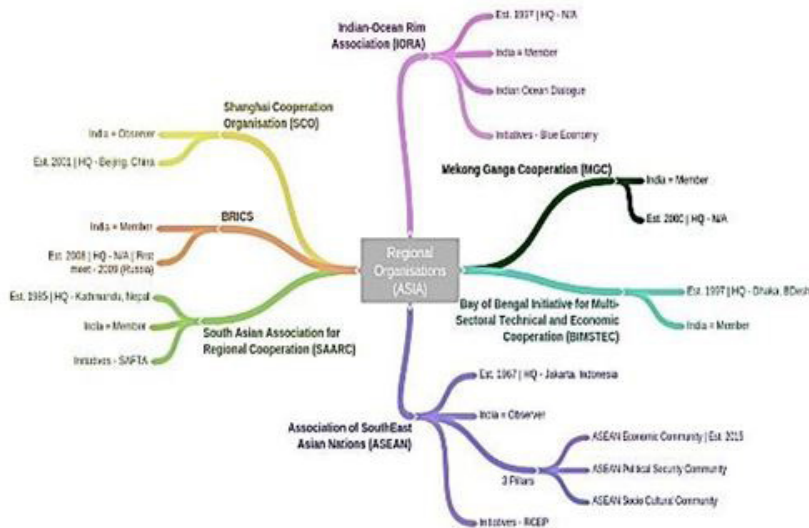 Indian-Ocean Rim
Association (IORA)
Est. 1997 | HQ - N/A
India = Member
Indian Ocean Dialogue
Initiatives - Blue Economy
Shanghai Cooperation
Organisation (SCO)
India = Observer
Est. 2001 | HQ - Beijing, China
Mekong Ganga Cooperation (MGC)
India = Member
Est. 2000 | HQ - N/A
BRICS
India = Member
Est. 2008 | HQ - N/A | First
meet - 2009 (Russia)
Regional
Organisations
(ASIA)
Est. 1985 | HQ - Kathmandu, Nepal
India = Member
Initiatives - SAFTA
South Asian Association for
Regional Cooperation (SAARC)
Bay of Bengal Initiative for Multi-
Sectoral Technical and Economic
Cooperation (BIMSTEC)
Est. 1997 | HQ - Dhaka, BDesh
India = Member
Association of SouthEast
Asian Nations (ASEAN)
Est. 1967 | HQ - Jakarta, Indonesia
India = Observer
3 Pillars
ASEAN Economic Community | Est. 2015
ASEAN Political Security Community
ASEAN Socio Cultural Community
Initiatives - RCEP